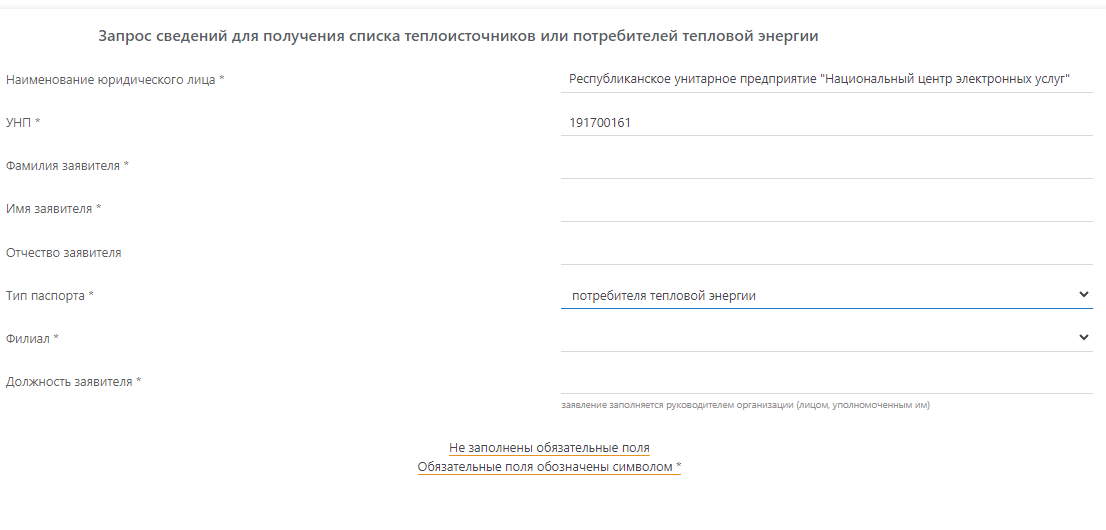 Запрос сведений для получения списка теплоисточников или потребителей тепловой энергии
Наименование юридического лица * Республиканское унитарное предприятие "Национальный центр электронных услуг"
УНП * 191700161
Фамилия заявителя *
Имя заявителя *
Отчество заявителя
Тип паспорта * потребителя тепловой энергии
Филиал *
Должность заявителя *
заявление заполняется руководителем организации (лицом, уполномоченным им)
Не заполнены обязательные поля
Обязательные поля обозначены символом *